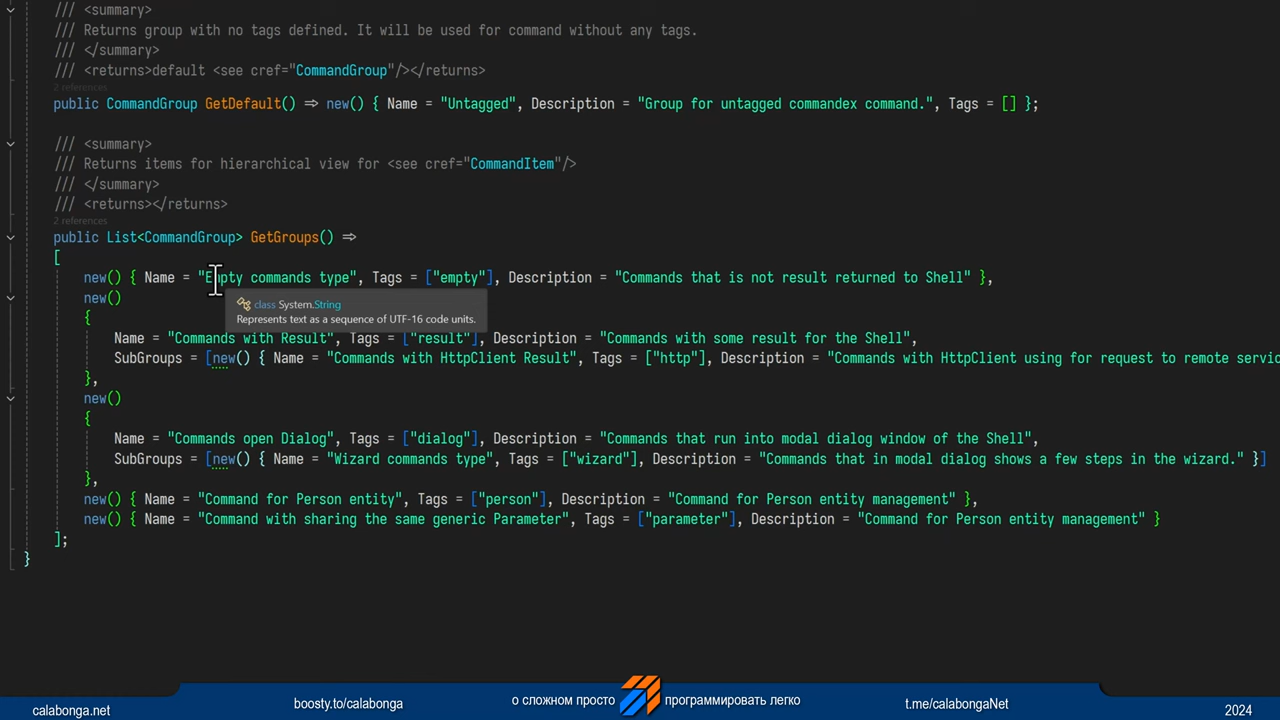 /// <summary>
/// Returns group with no tags defined. It will be used for command without any tags.
/// </summary>
/// <returns>default <see cref="CommandGroup"/></returns>
2 references
public CommandGroup GetDefault() => new() { Name = "Untagged", Description = "Group for untagged commandex command.", Tags = [] };
/// <summary>
/// Returns items for hierarchical view for <see cref="CommandItem"/>
/// </summary>
/// <returns></returns>
2 references
public List<CommandGroup> GetGroups() =>
[
new() { Name = "Empty commands type", Tags = ["empty"], Description = "Commands that is not result returned to Shell" },
new()
class System.String
Represents text as a sequence of UTF-16 code units.
{
Name = "Commands with Result", Tags = ["result"], Description = "Commands with some result for the Shell",
SubGroups = [new() { Name = "Commands with HttpClient Result", Tags = ["http"], Description = "Commands with HttpClient using for request to remote servic
},
new()
{
Name = "Commands open Dialog", Tags = ["dialog"], Description = "Commands that run into modal dialog window of the Shell",
SubGroups = [new() { Name = "Wizard commands type", Tags = ["wizard"], Description = "Commands that in modal dialog shows a few steps in the wizard." }]
},
new() { Name = "Command for Person entity", Tags = ["person"], Description = "Command for Person entity management" },
new() { Name = "Command with sharing the same generic Parameter", Tags = ["parameter"], Description = "Command for Person entity management" }
];
}
calabonga.net boosty.to/calabonga о сложном просто программировать легко t.me/calabongaNet 2024